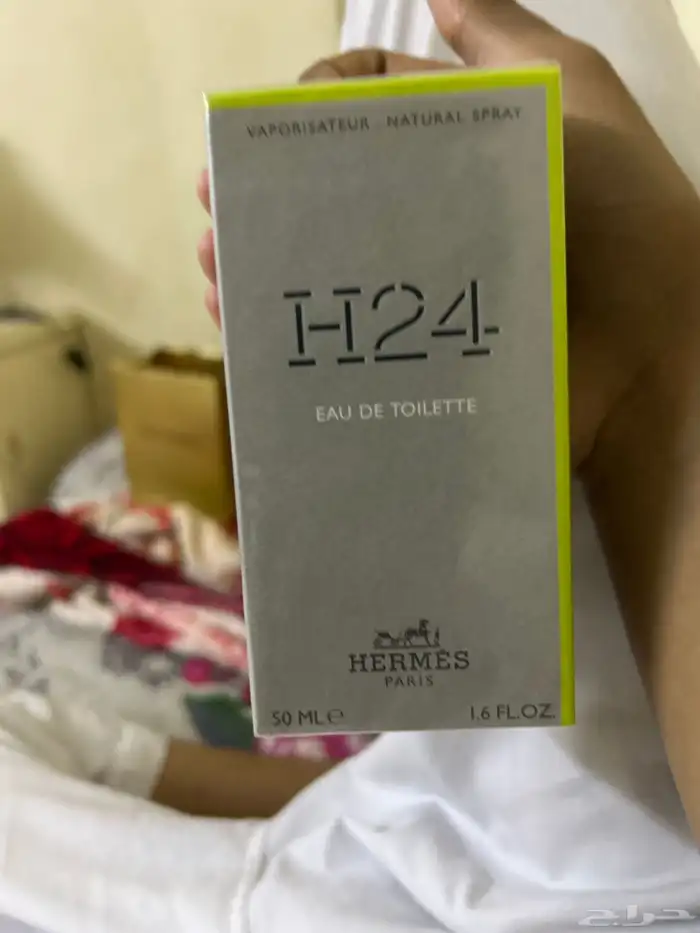 VAPORISATEUR - NATURAL SPRAY
H24
EAU DE TOILETTE
HERMÈS
PARIS
50 ML e 1.6 FL.OZ.
حراج